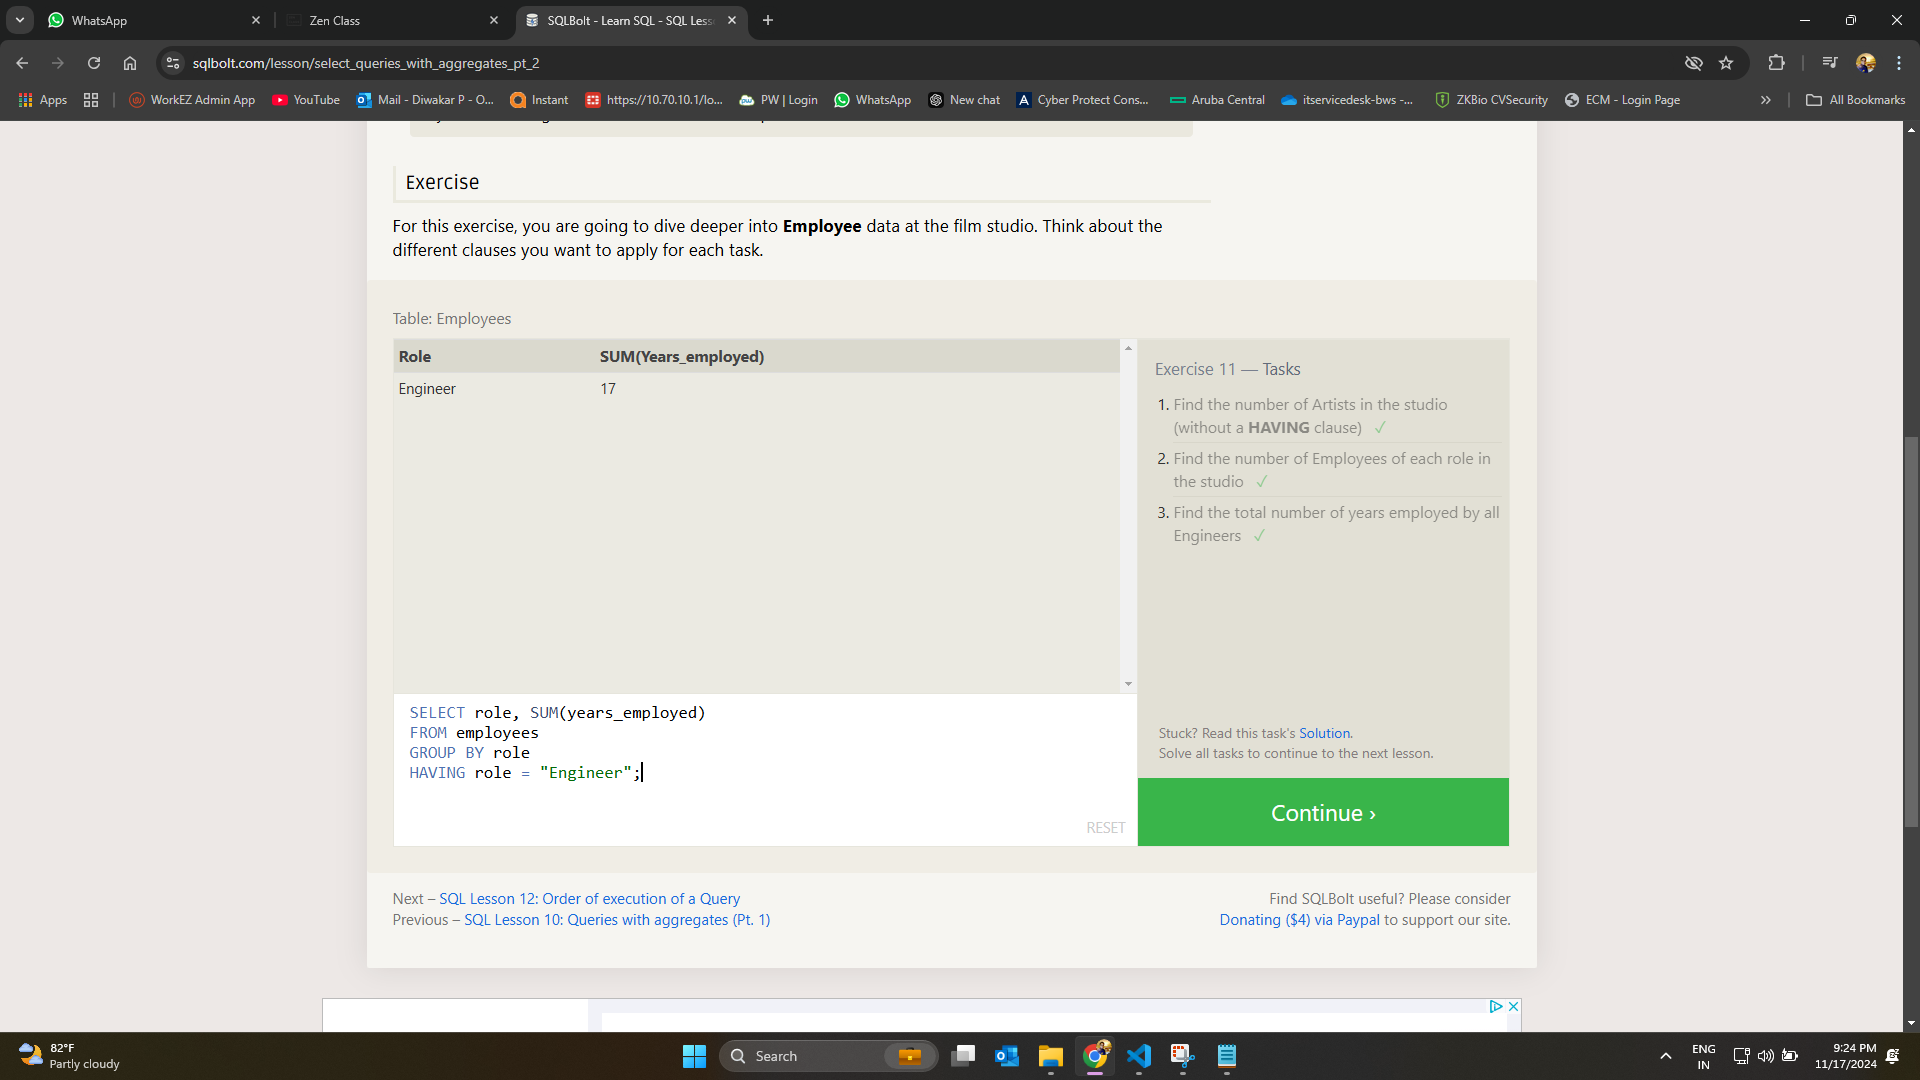 WhatsApp
Zen Class
SQLBolt - Learn SQL - SQL Less
sqlbolt.com/lesson/select_queries_with_aggregates_pt_2
Apps
WorkEZ Admin App
YouTube
Mail - Diwakar P - O...
Instant
https://10.70.10.1/lo...
PW | Login
WhatsApp
New chat
Cyber Protect Cons...
Aruba Central
itservicedesk-bws -...
ZKBio CVSecurity
ECM - Login Page
All Bookmarks
Exercise
For this exercise, you are going to dive deeper into Employee data at the film studio. Think about the
different clauses you want to apply for each task.
Table: Employees
Role SUM(Years_employed)
Engineer 17
Exercise 11 — Tasks
1. Find the number of Artists in the studio
(without a HAVING clause) ✓
2. Find the number of Employees of each role in
the studio ✓
3. Find the total number of years employed by all
Engineers ✓
SELECT role, SUM(years_employed)
FROM employees
GROUP BY role
HAVING role = "Engineer";
RESET
Stuck? Read this task's Solution.
Solve all tasks to continue to the next lesson.
Continue ›
Next – SQL Lesson 12: Order of execution of a Query
Previous – SQL Lesson 10: Queries with aggregates (Pt. 1)
Find SQLBolt useful? Please consider
Donating ($4) via Paypal to support our site.
82°F
Partly cloudy
Search
ENG
IN
9:24 PM
11/17/2024